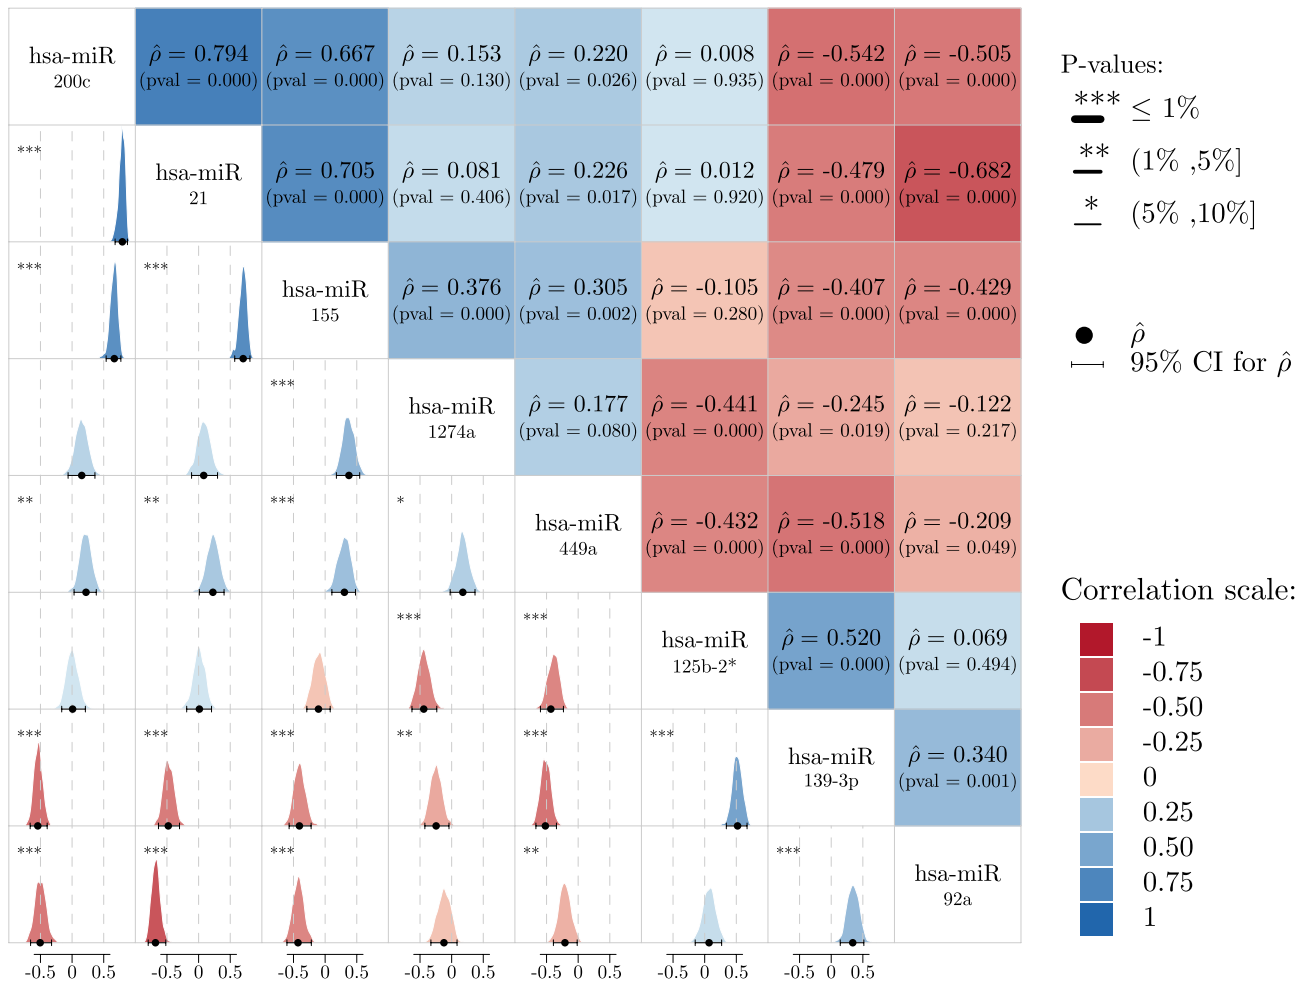 hsa-miR
200c
ρ̂ = 0.794
(pval = 0.000)
ρ̂ = 0.667
(pval = 0.000)
ρ̂ = 0.153
(pval = 0.130)
ρ̂ = 0.220
(pval = 0.026)
ρ̂ = 0.008
(pval = 0.935)
ρ̂ = -0.542
(pval = 0.000)
ρ̂ = -0.505
(pval = 0.000)
***
hsa-miR
21
ρ̂ = 0.705
(pval = 0.000)
ρ̂ = 0.081
(pval = 0.406)
ρ̂ = 0.226
(pval = 0.017)
ρ̂ = 0.012
(pval = 0.920)
ρ̂ = -0.479
(pval = 0.000)
ρ̂ = -0.682
(pval = 0.000)
***
***
hsa-miR
155
ρ̂ = 0.376
(pval = 0.000)
ρ̂ = 0.305
(pval = 0.002)
ρ̂ = -0.105
(pval = 0.280)
ρ̂ = -0.407
(pval = 0.000)
ρ̂ = -0.429
(pval = 0.000)
***
hsa-miR
1274a
ρ̂ = 0.177
(pval = 0.080)
ρ̂ = -0.441
(pval = 0.000)
ρ̂ = -0.245
(pval = 0.019)
ρ̂ = -0.122
(pval = 0.217)
**
**
***
*
hsa-miR
449a
ρ̂ = -0.432
(pval = 0.000)
ρ̂ = -0.518
(pval = 0.000)
ρ̂ = -0.209
(pval = 0.049)
***
***
hsa-miR
125b-2*
ρ̂ = 0.520
(pval = 0.000)
ρ̂ = 0.069
(pval = 0.494)
***
***
***
**
***
***
hsa-miR
139-3p
ρ̂ = 0.340
(pval = 0.001)
***
***
***
**
***
hsa-miR
92a
-0.5 0 0.5
-0.5 0 0.5
-0.5 0 0.5
-0.5 0 0.5
-0.5 0 0.5
-0.5 0 0.5
-0.5 0 0.5
P-values:
*** ≤ 1%
** (1% ,5%]
* (5% ,10%]
ρ̂
95% CI for ρ̂
Correlation scale:
-1
-0.75
-0.50
-0.25
0
0.25
0.50
0.75
1